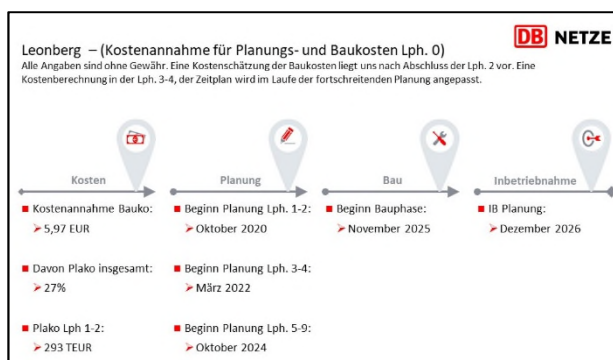 Leonberg – (Kostenannahme für Planungs- und Baukosten Lph. 0)
DB NETZE
Alle Angaben sind ohne Gewähr. Eine Kostenschätzung der Baukosten liegt uns nach Abschluss der Lph. 2 vor. Eine
Kostenberechnung in der Lph. 3-4, der Zeitplan wird im Laufe der fortschreitenden Planung angepasst.
Kosten
Planung
Bau
Inbetriebnahme
Kostenannahme Bauko:
5,97 EUR
Davon Plako insgesamt:
27%
Plako Lph 1-2:
293 TEUR
Beginn Planung Lph. 1-2:
Oktober 2020
Beginn Planung Lph. 3-4:
März 2022
Beginn Planung Lph. 5-9:
Oktober 2024
Beginn Bauphase:
November 2025
IB Planung:
Dezember 2026